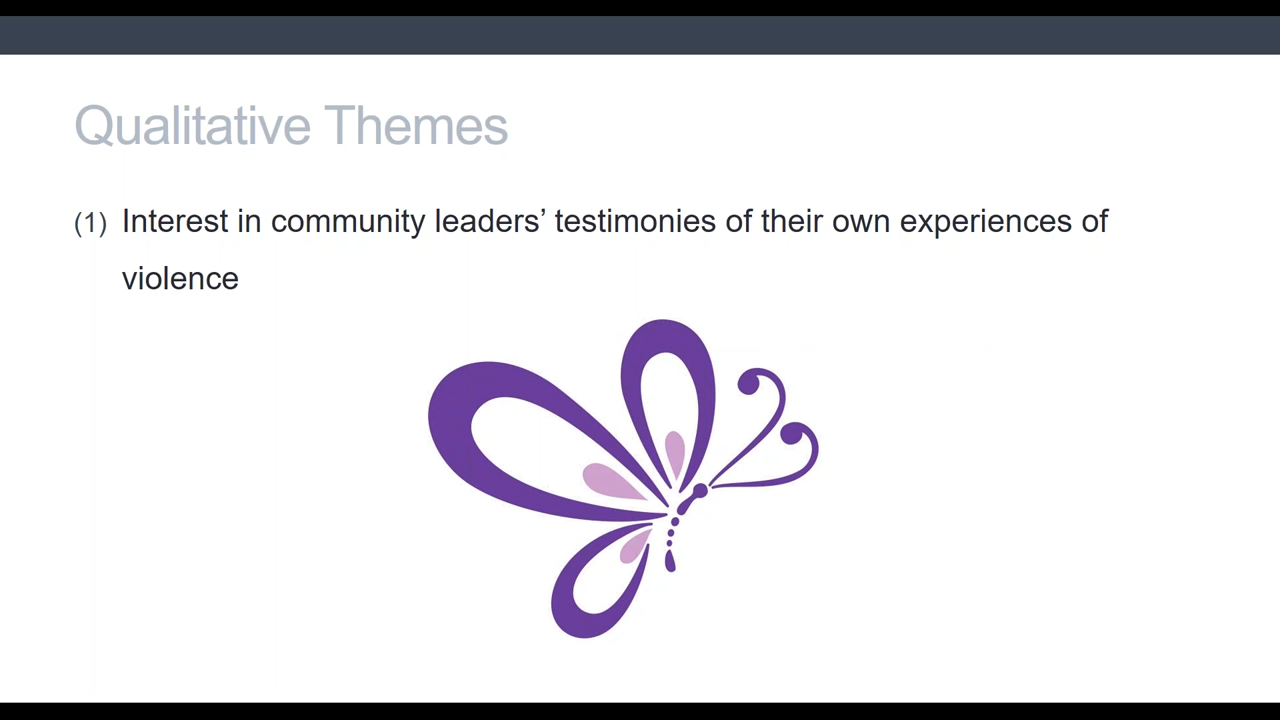 Qualitative Themes
(1) Interest in community leaders’ testimonies of their own experiences of
violence